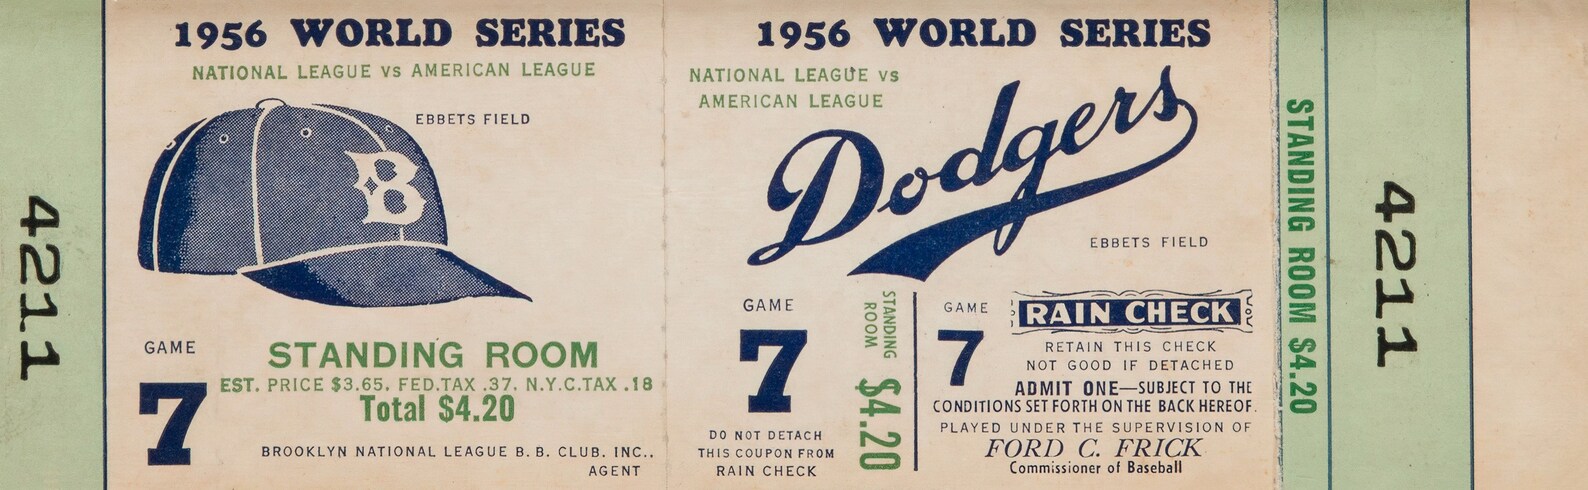 4211
1956 WORLD SERIES
NATIONAL LEAGUE VS AMERICAN LEAGUE
EBBETS FIELD
B
GAME
7
STANDING ROOM
EST. PRICE $3.65. FED.TAX .37. N.Y.C.TAX .18
Total $4.20
BROOKLYN NATIONAL LEAGUE B. B. CLUB. INC.,
AGENT
1956 WORLD SERIES
NATIONAL LEAGUE VS
AMERICAN LEAGUE
Dodgers
EBBETS FIELD
GAME
7
DO NOT DETACH
THIS COUPON FROM
RAIN CHECK
STANDING
ROOM
$4.20
GAME
7
RAIN CHECK
RETAIN THIS CHECK
NOT GOOD IF DETACHED
ADMIT ONE—SUBJECT TO THE
CONDITIONS SET FORTH ON THE BACK HEREOF.
PLAYED UNDER THE SUPERVISION OF
FORD C. FRICK
Commissioner of Baseball
STANDING ROOM $4.20
4211